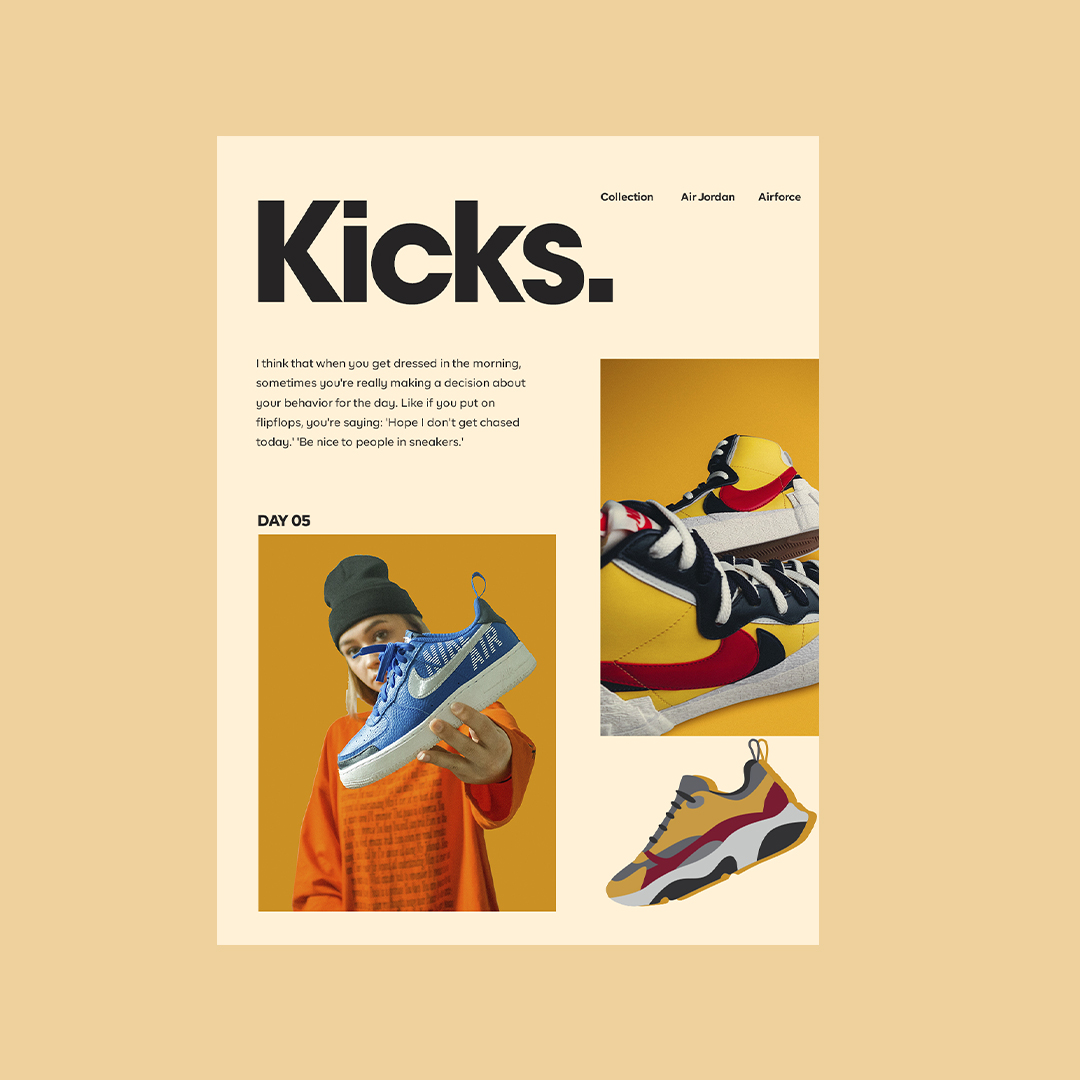 Kicks.
Collection Air Jordan Airforce
I think that when you get dressed in the morning,
sometimes you're really making a decision about
your behavior for the day. Like if you put on
flipflops, you're saying: 'Hope I don't get chased
today.' 'Be nice to people in sneakers.'
DAY 05
AIR